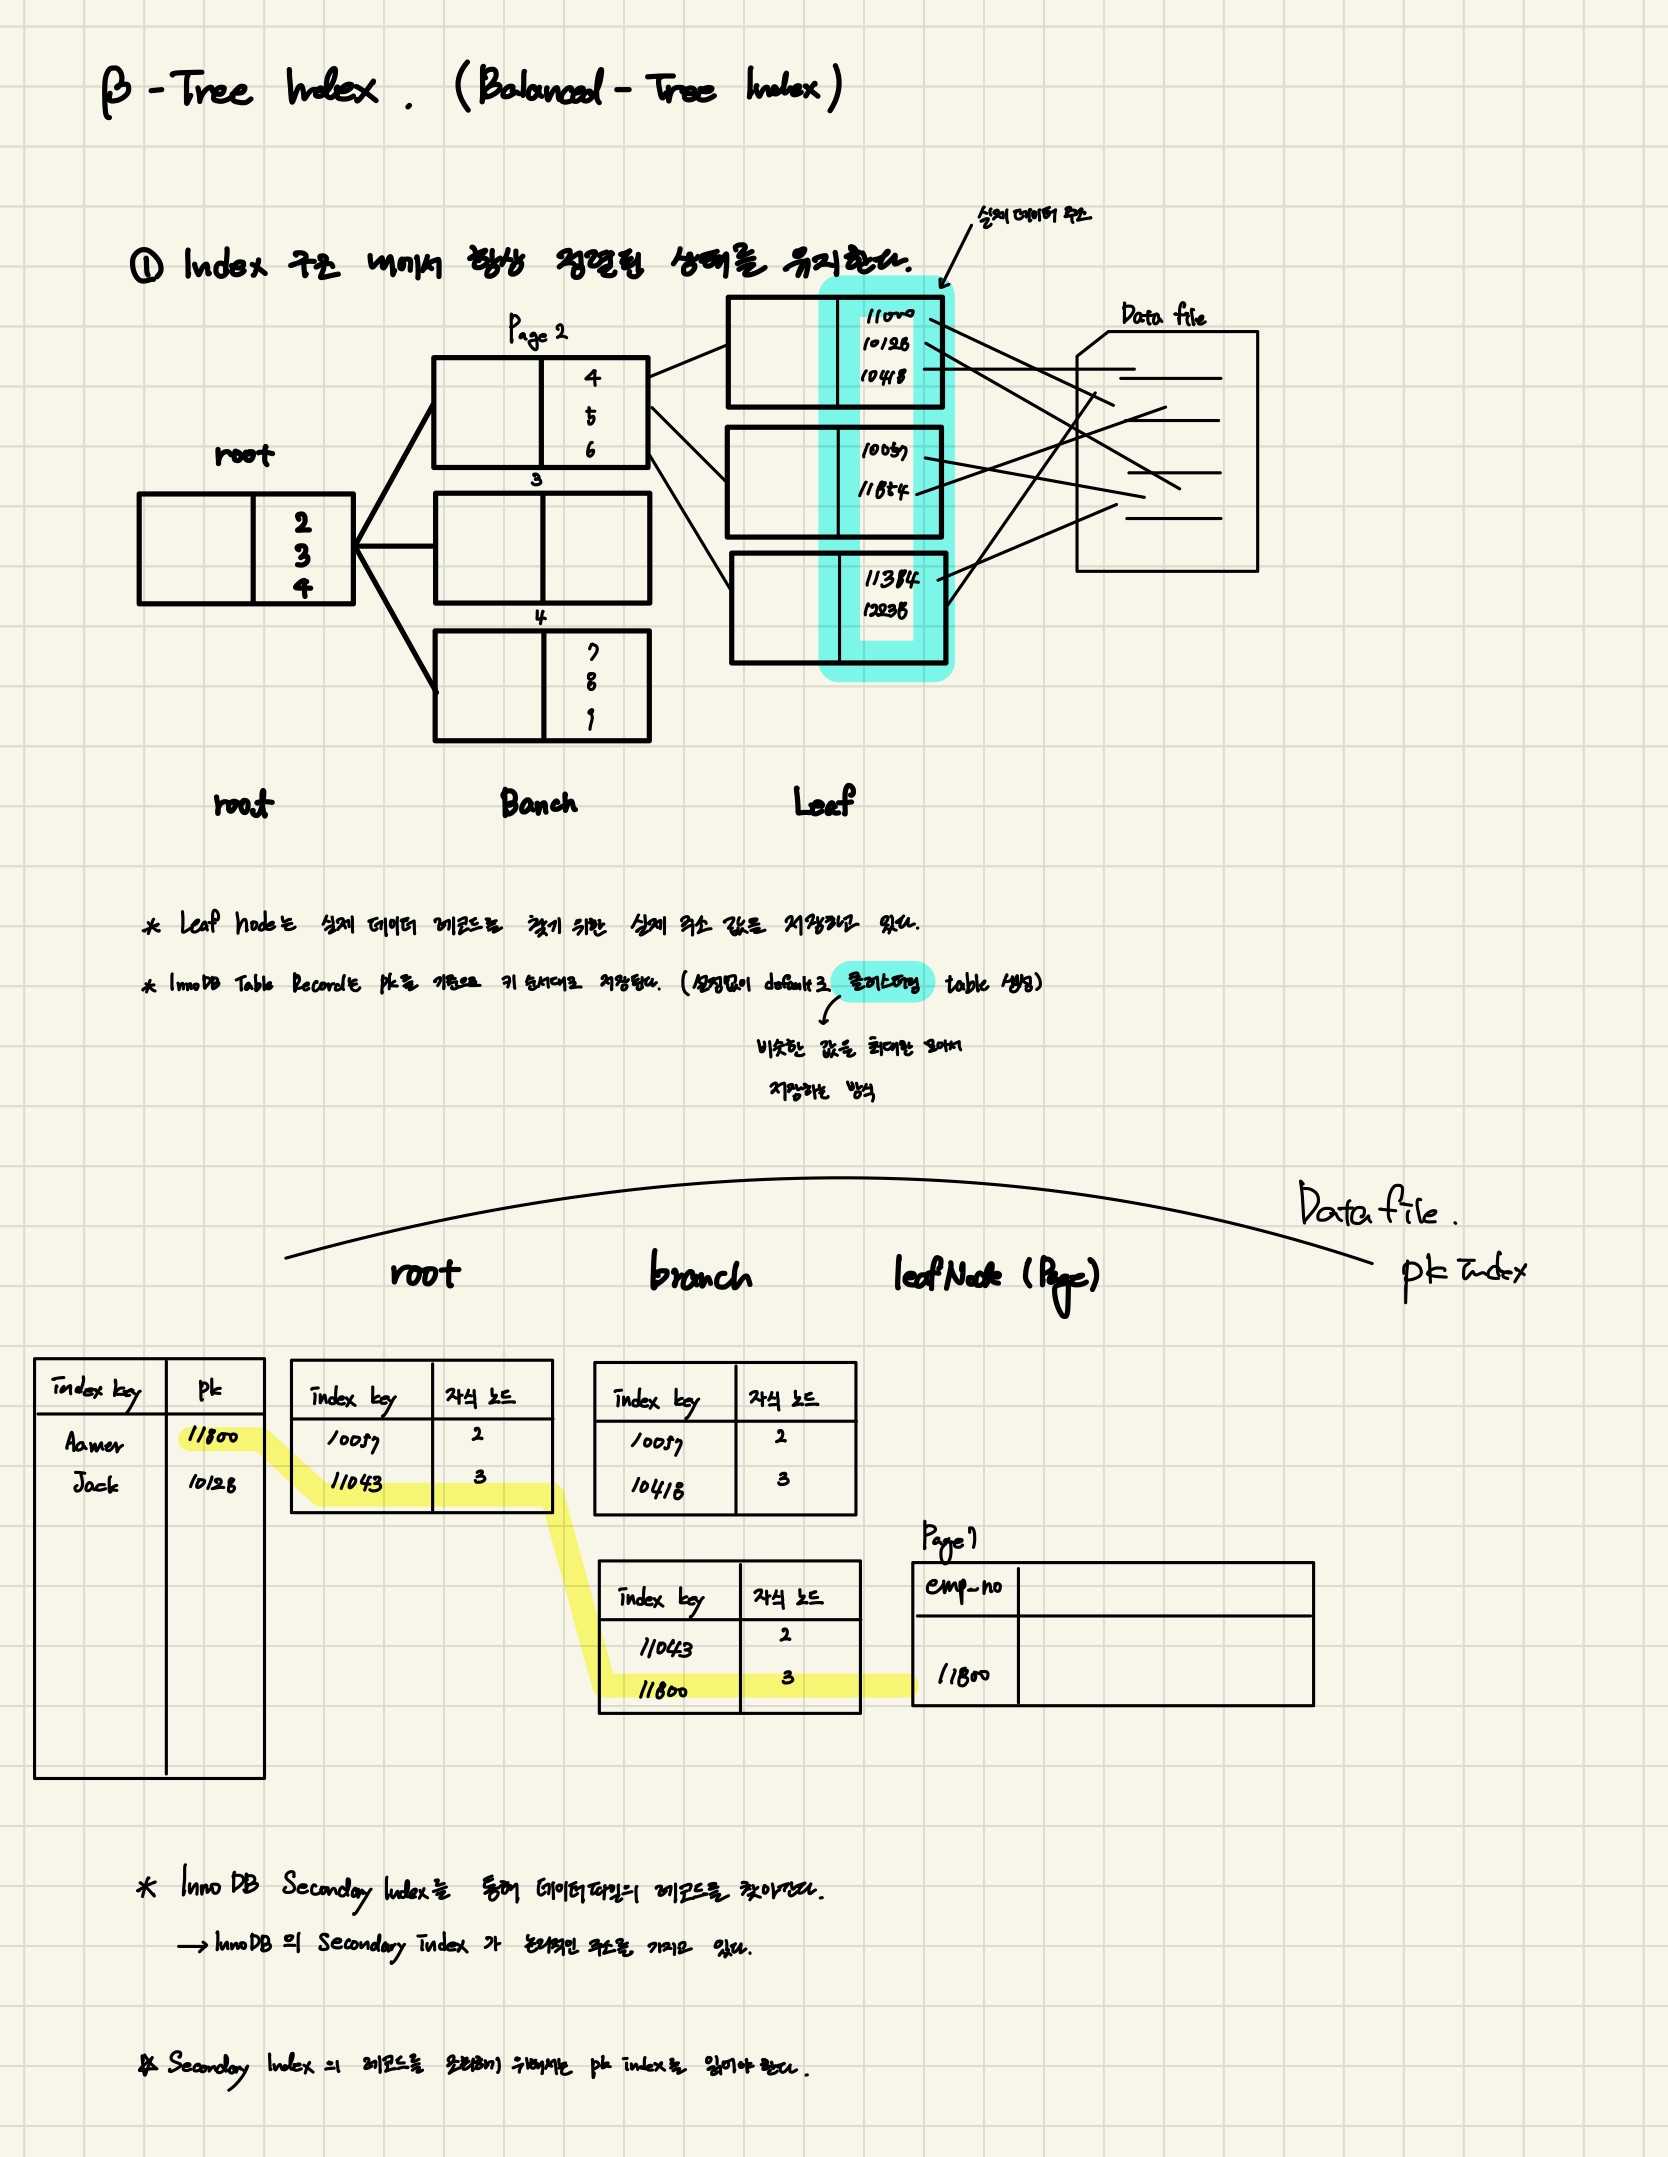 B-Tree Index. (Balanced-Tree Index)
실제 데이터 주소
① Index 구조 내에서 항상 정렬된 상태를 유지한다.
Page 2
4
5
6
root
2
3
4
3
4
7
8
9
11000
10128
10418
10057
11854
11384
12238
Data file
root
Banch
Leaf
* Leaf Node는 실제 데이터 레코드를 찾기 위한 실제 주소 값을 저장하고 있다.
* InnoDB Table Record는 pk를 기준으로 키 순서대로 저장된다. (설정없이 default로 클러스터링 table 생성)
비슷한 값을 최대한 모아서
저장하는 방식
Data file.
pk index
root branch leafNode (Page)
index key pk
Aamer 11800
Jack 10128
index key 자식 노드
10057 2
11043 3
index key 자식 노드
10057 2
10418 3
index key 자식 노드
11043 2
11800 3
Page7
emp_no
11800
* InnoDB Secondary Index를 통해 데이터파일의 레코드를 찾아간다.
→ InnoDB 의 Secondary index 가 논리적인 주소를 가지고 있다.
* Secondary Index 의 레코드를 조회하기 위해서는 pk index를 읽어야 한다.